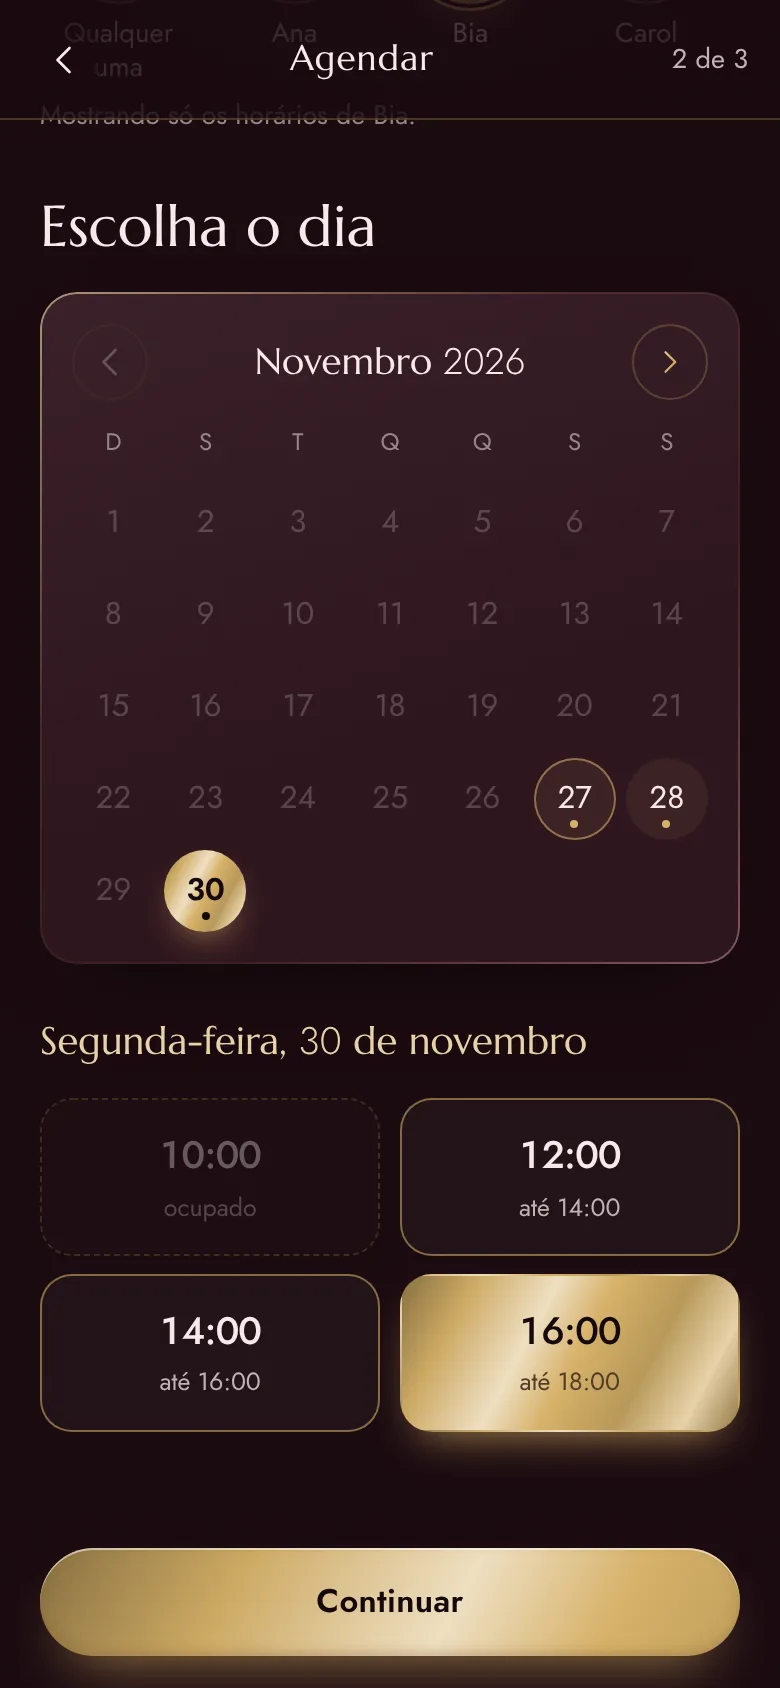 Qualquer uma Ana Bia Carol
Agendar
2 de 3
Mostrando só os horários de Bia.
Escolha o dia
Novembro 2026
D S T Q Q S S
1 2 3 4 5 6 7
8 9 10 11 12 13 14
15 16 17 18 19 20 21
22 23 24 25 26 27 28
29 30
Segunda-feira, 30 de novembro
10:00 12:00
ocupado até 14:00
14:00 16:00
até 16:00 até 18:00
Continuar